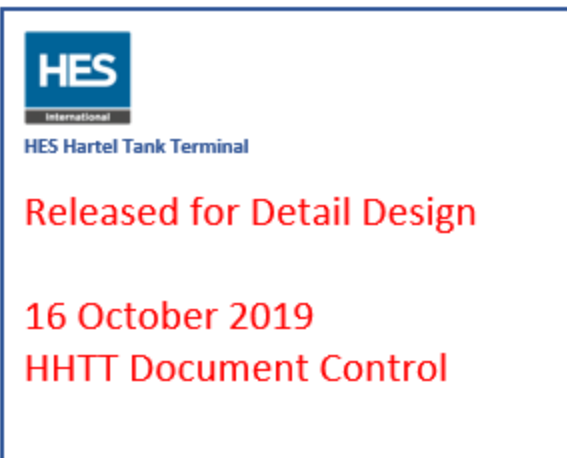 HES
International
HES Hartel Tank Terminal
Released for Detail Design
16 October 2019
HHTT Document Control